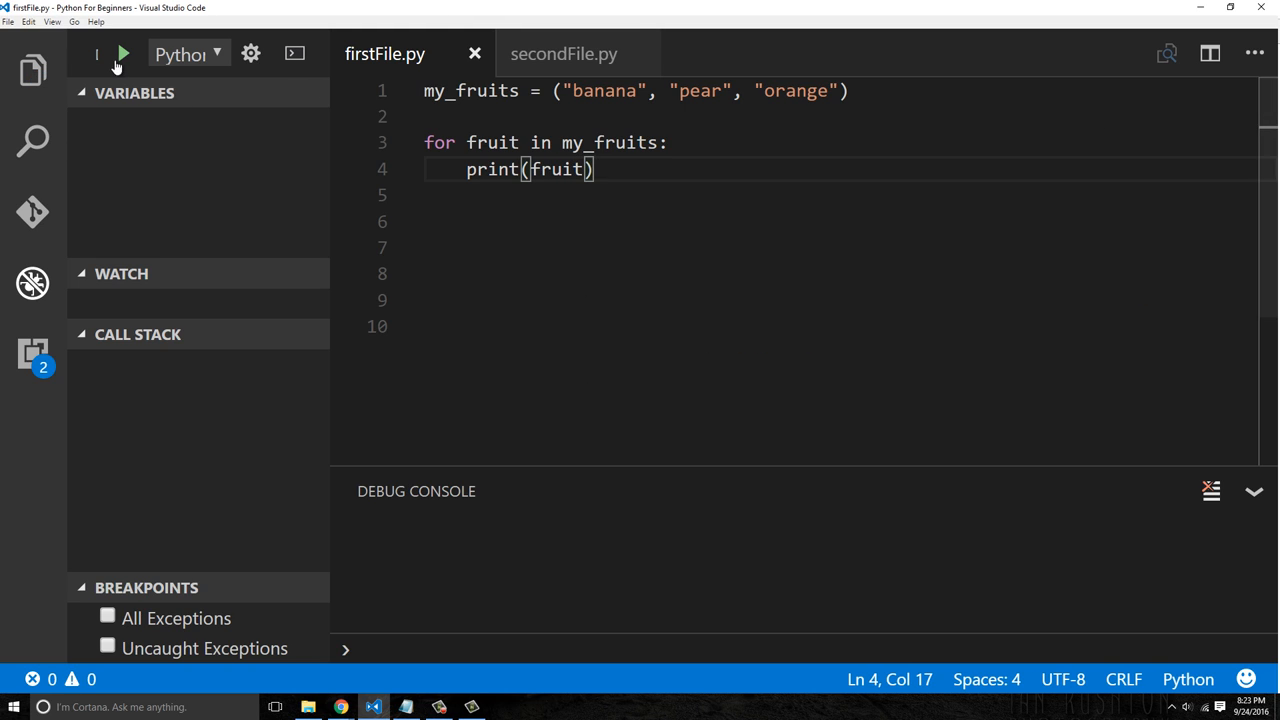 firstFile.py - Python For Beginners - Visual Studio Code
File Edit View Go Help
firstFile.py
secondFile.py
VARIABLES
WATCH
CALL STACK
BREAKPOINTS
All Exceptions
Uncaught Exceptions
1 my_fruits = ("banana", "pear", "orange")
2
3 for fruit in my_fruits:
4 print(fruit)
5
6
7
8
9
10
DEBUG CONSOLE
2
0 0
Ln 4, Col 17 Spaces: 4 UTF-8 CRLF Python
I'm Cortana. Ask me anything.
8:23 PM
9/24/2016